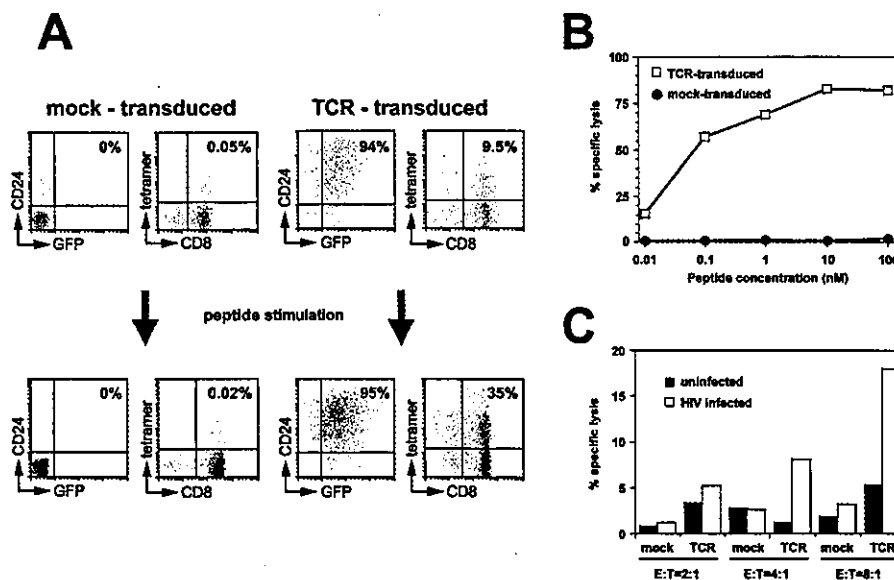 A
mock - transduced
TCR - transduced
CD24
0%
GFP
tetramer
0.05%
CD8
CD24
94%
GFP
tetramer
9.5%
CD8
peptide stimulation
CD24
0%
GFP
tetramer
0.02%
CD8
CD24
95%
GFP
tetramer
35%
CD8
B
% specific lysis
100
75
50
25
0
TCR-transduced
mock-transduced
0.01 0.1 1 10 100
Peptide concentration (nM)
C
% specific lysis
20
15
10
5
0
uninfected
HIV infected
mock TCR mock TCR mock TCR
E:T=2:1 E:T=4:1 E:T=8:1